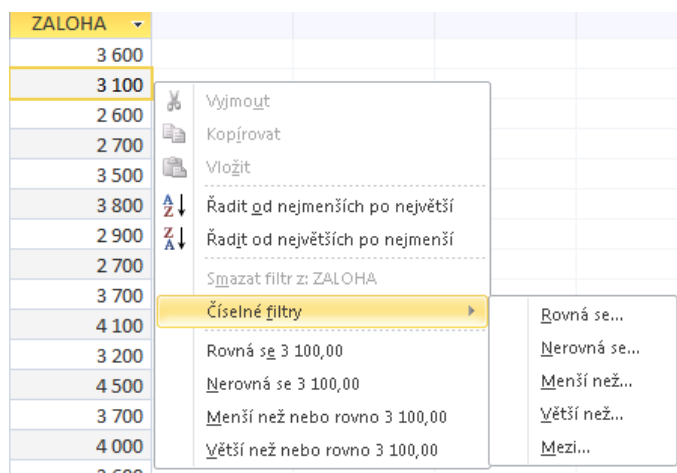 ZALOHA
3 600
3 100
2 600
2 700
3 500
3 800
2 900
2 700
3 700
4 100
3 200
4 500
3 700
4 000
Vyjmout
Kopírovat
Vložit
Řadit od nejmenších po největší
Řadit od největších po nejmenší
Smazat filtr z: ZALOHA
Číselné filtry
Rovná se 3 100,00
Nerovná se 3 100,00
Menší než nebo rovno 3 100,00
Větší než nebo rovno 3 100,00
Rovná se...
Nerovná se...
Menší než...
Větší než...
Mezi...